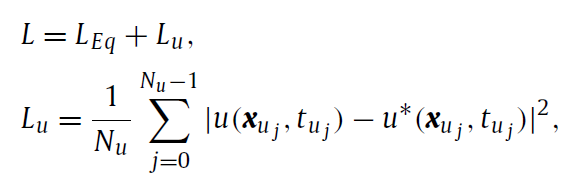 L = L_{Eq} + L_u,
L_u = \frac{1}{N_u} \sum_{j=0}^{N_u-1} |u(\boldsymbol{x}_{u_j}, t_{u_j}) - u^*(\boldsymbol{x}_{u_j}, t_{u_j})|^2,